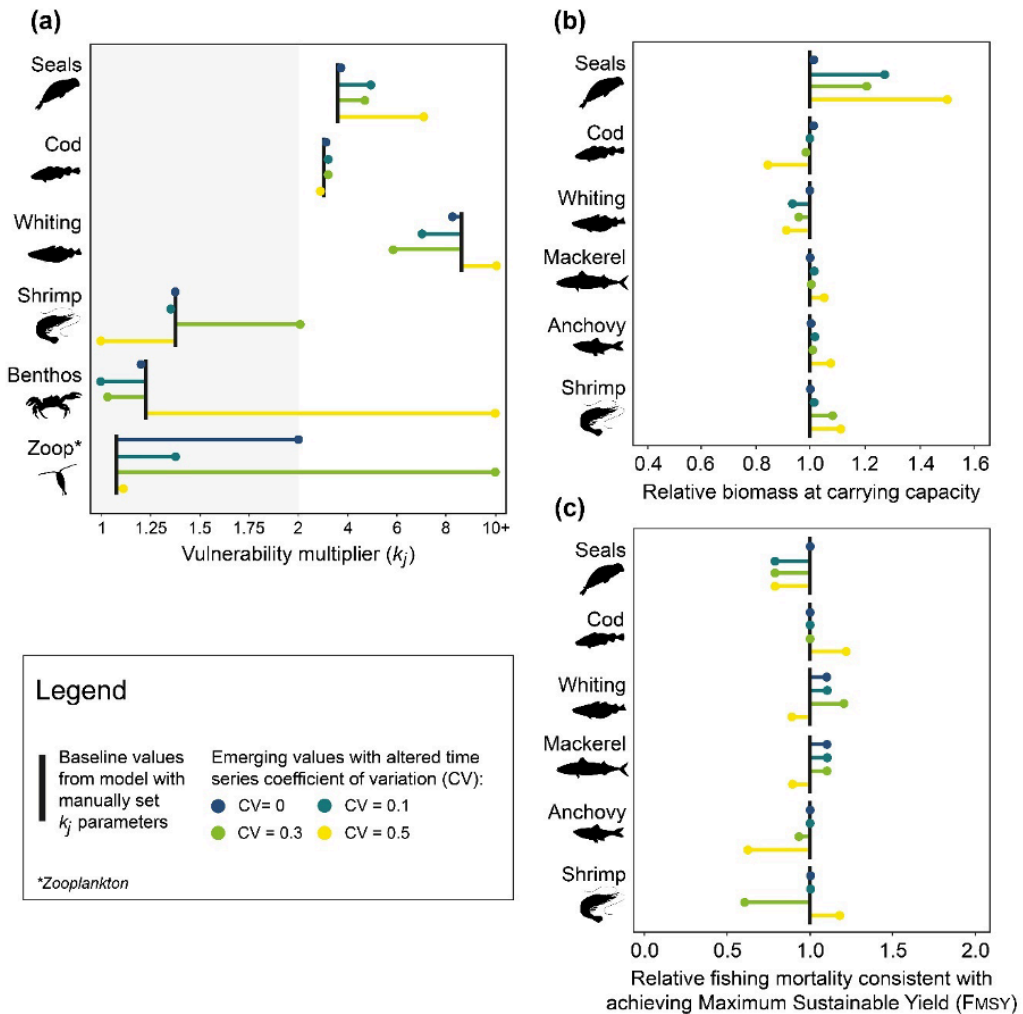 (a)
Seals
Cod
Whiting
Shrimp
Benthos
Zoop*
1 1.25 1.5 1.75 2 4 6 8 10+
Vulnerability multiplier (kj)
(b)
Seals
Cod
Whiting
Mackerel
Anchovy
Shrimp
0.4 0.6 0.8 1.0 1.2 1.4 1.6
Relative biomass at carrying capacity
(c)
Seals
Cod
Whiting
Mackerel
Anchovy
Shrimp
0.0 0.5 1.0 1.5 2.0
Relative fishing mortality consistent with
achieving Maximum Sustainable Yield (FMSY)
Legend
Baseline values
from model with
manually set
kj parameters
Emerging values with altered time
series coefficient of variation (CV):
CV= 0 CV = 0.1
CV = 0.3 CV = 0.5
*Zooplankton